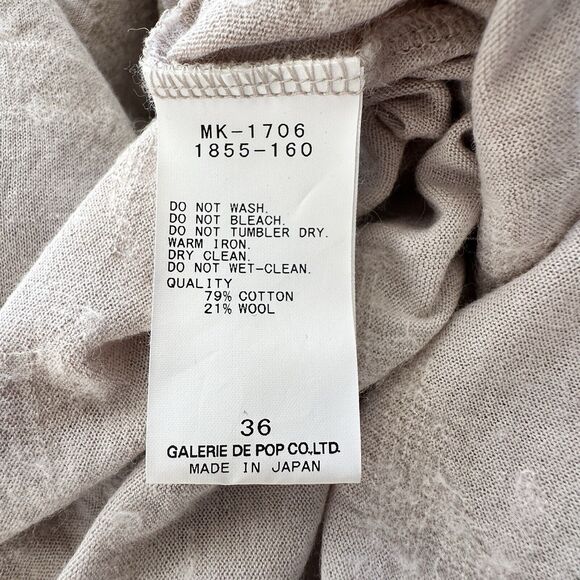 MK-1706
1855-160
DO NOT WASH.
DO NOT BLEACH.
DO NOT TUMBLER DRY.
WARM IRON.
DRY CLEAN.
DO NOT WET-CLEAN.
QUALITY
79% COTTON
21% WOOL
36
GALERIE DE POP CO.,LTD.
MADE IN JAPAN